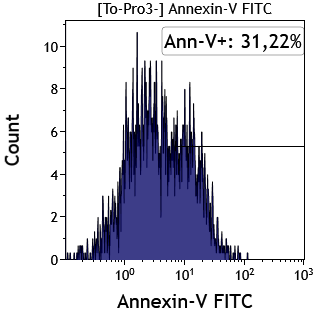 [To-Pro3-] Annexin-V FITC
Ann-V+: 31,22%
Count
10
8
6
4
2
0
10⁰ 10¹ 10² 10³
Annexin-V FITC